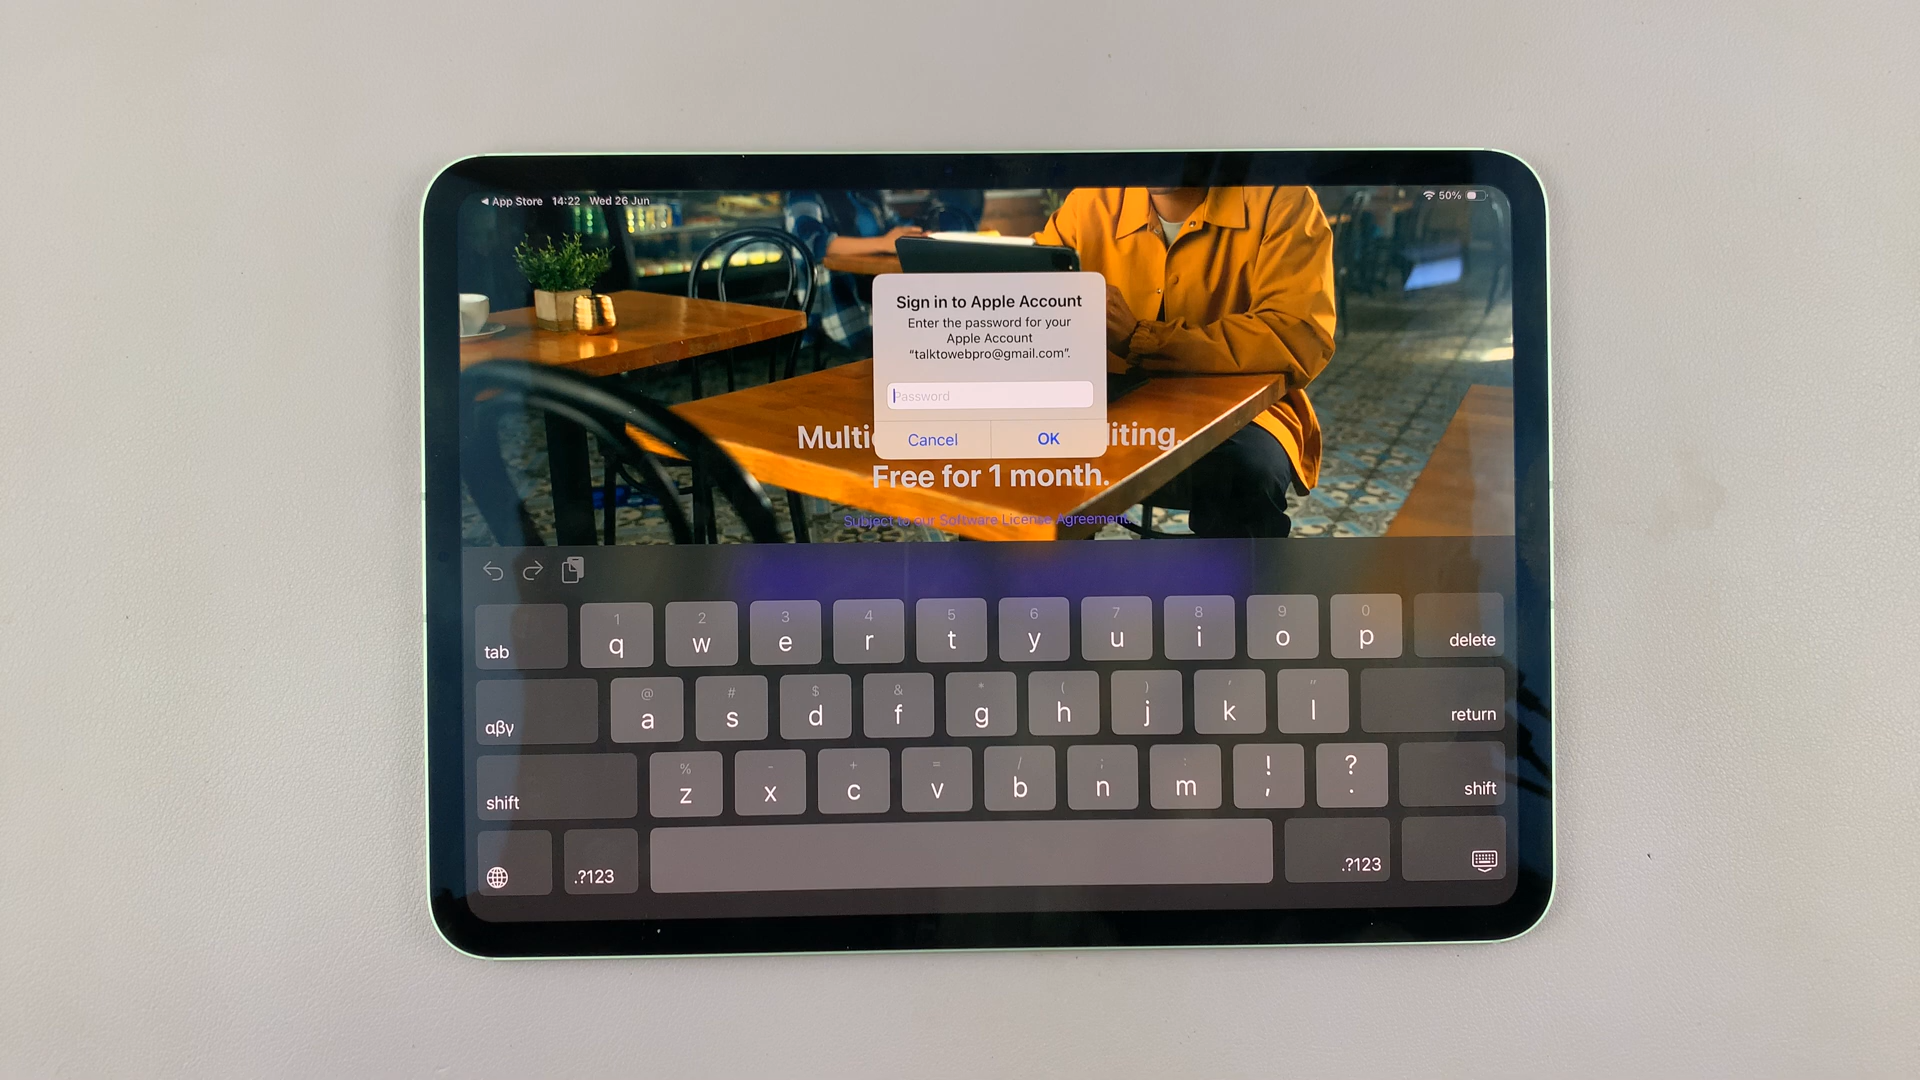 ◀ App Store 14:22 Wed 26 Jun
50%
Sign in to Apple Account
Enter the password for your
Apple Account
“talktowebpro@gmail.com”.
Password
Cancel OK
Multi iting.
Free for 1 month.
Subject to our Software License Agreement.
1 2 3 4 5 6 7 8 9 0
tab q w e r t y u i o p delete
@ # $ & * ( ) ' "
αβγ a s d f g h j k l return
% - + = / ; : ! ?
shift z x c v b n m , . shift
.?123 .?123